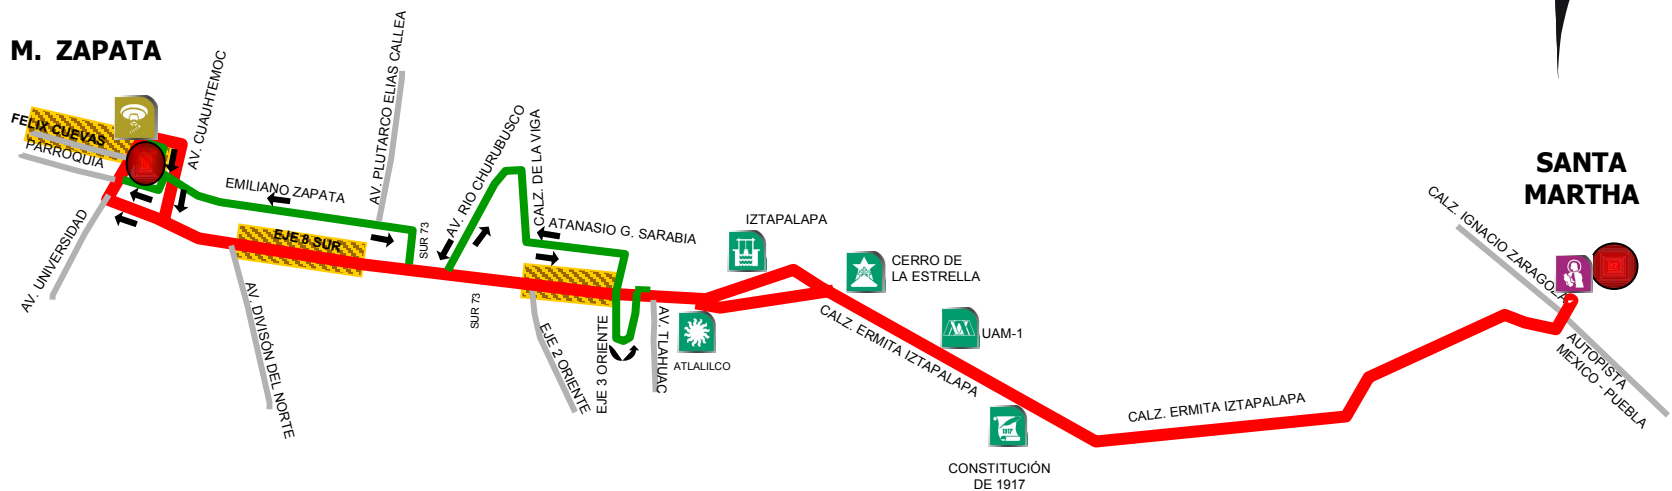 M. ZAPATA
FELIX CUEVAS
PARROQUIA
AV. UNIVERSIDAD
AV. CUAUHTEMOC
EMILIANO ZAPATA
AV. PLUTARCO ELIAS CALLEA
EJE 8 SUR
AV. DIVISÓN DEL NORTE
SUR 73
SUR 73
AV. RIO CHURUBUSCO
CALZ. DE LA VIGA
ATANASIO G. SARABIA
EJE 2 ORIENTE
EJE 3 ORIENTE
AV. TLAHUAC
ATLALILCO
IZTAPALAPA
CERRO DE
LA ESTRELLA
UAM-1
CALZ. ERMITA IZTAPALAPA
1917
CONSTITUCIÓN
DE 1917
CALZ. ERMITA IZTAPALAPA
CALZ. IGNACIO ZARAGOZA
AUTOPISTA
MEXICO - PUEBLA
SANTA
MARTHA